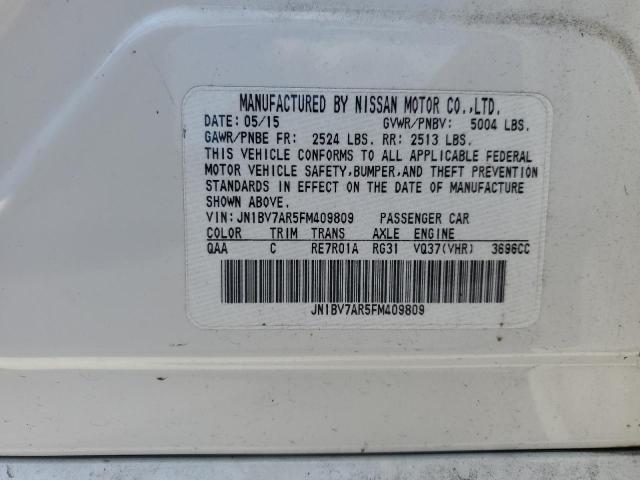 MANUFACTURED BY NISSAN MOTOR CO.,LTD.
DATE: 05/15 GVWR/PNBV: 5004 LBS.
GAWR/PNBE FR: 2524 LBS. RR: 2513 LBS.
THIS VEHICLE CONFORMS TO ALL APPLICABLE FEDERAL
MOTOR VEHICLE SAFETY,BUMPER,AND THEFT PREVENTION
STANDARDS IN EFFECT ON THE DATE OF MANUFACTURE
SHOWN ABOVE.
VIN: JN1BV7AR5FM409809 PASSENGER CAR
COLOR TRIM TRANS AXLE ENGINE
QAA C RE7R01A RG31 VQ37(VHR) 3696CC
JN1BV7AR5FM409809